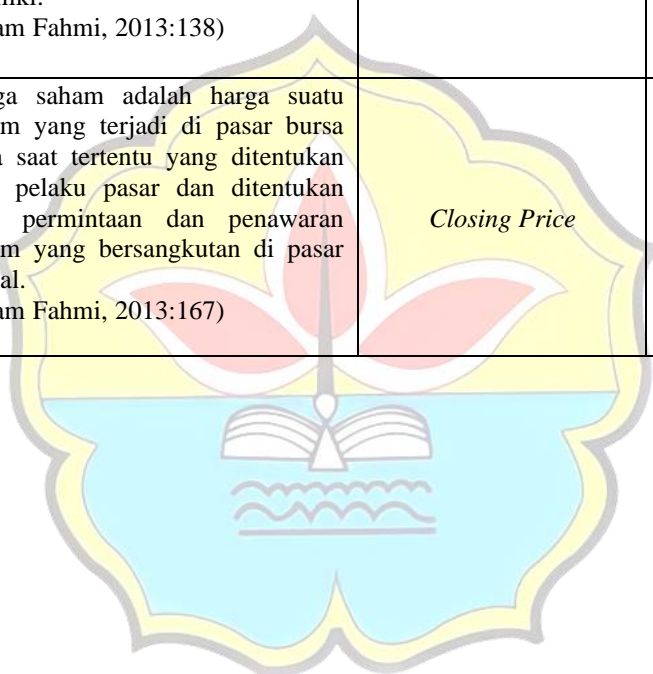 am Fahmi, 2013:138)
ga saham adalah harga suatu
m yang terjadi di pasar bursa
a saat tertentu yang ditentukan
pelaku pasar dan ditentukan
permintaan dan penawaran
Closing Price
m yang bersangkutan di pasar
al.
am Fahmi, 2013:167)